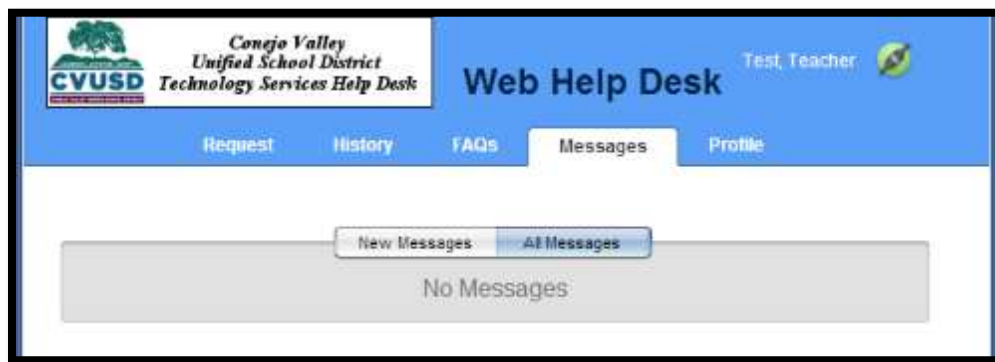 CVUSD
Conejo Valley
Unified School District
Technology Services Help Desk
Web Help Desk
Test, Teacher
Request History FAQs Messages Profile
New Messages All Messages
No Messages